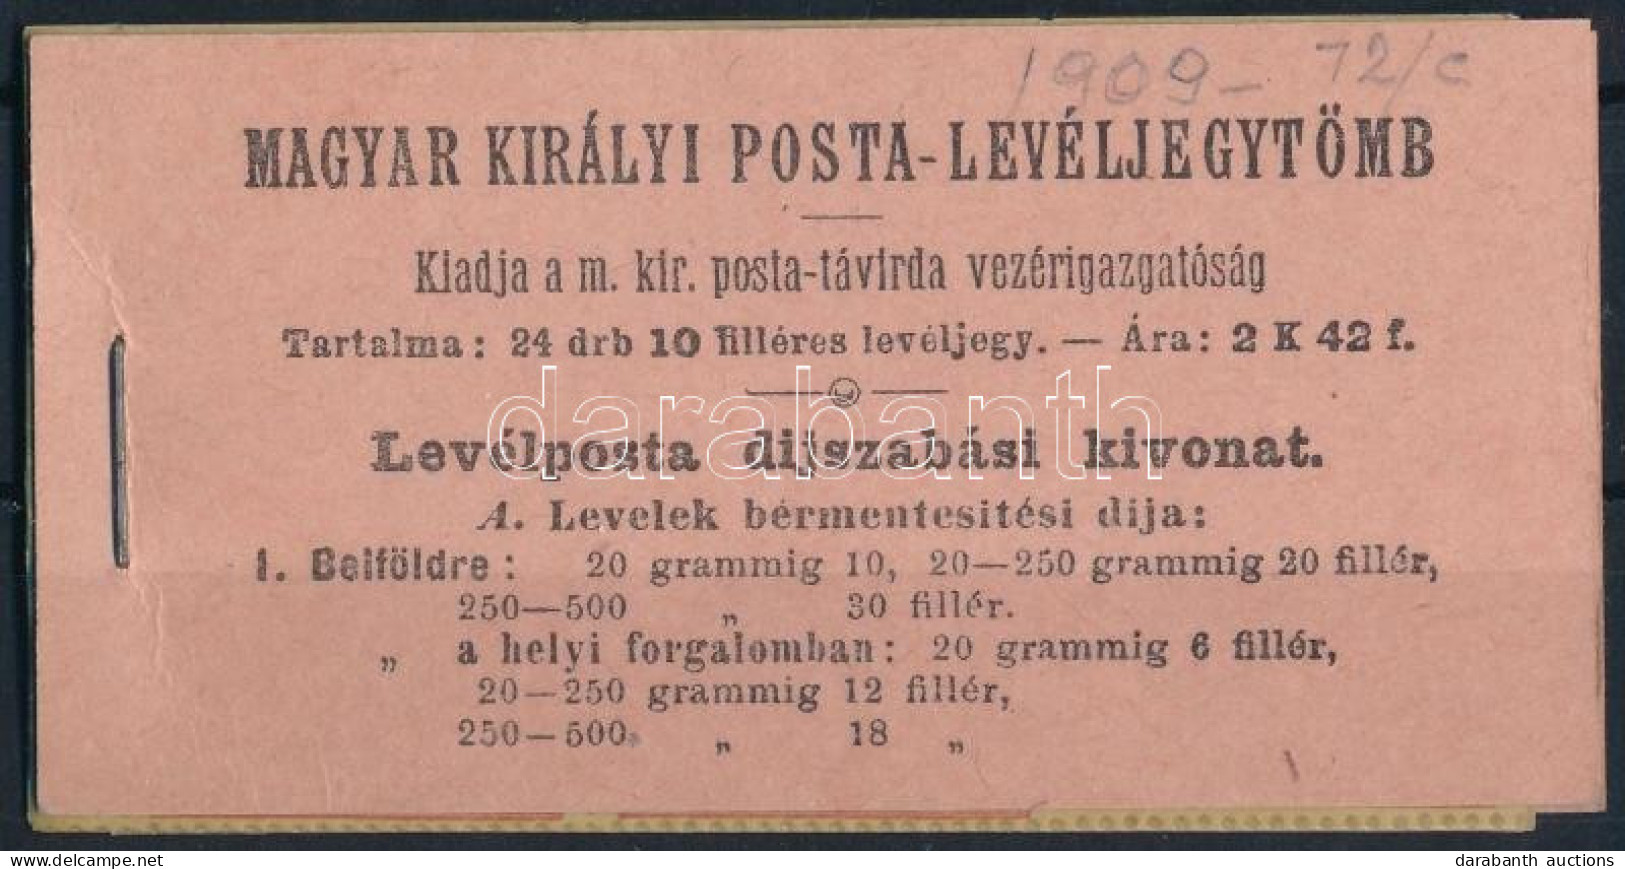 1909- 72/c
MAGYAR KIRÁLYI POSTA-LEVÉLJEGYTÖMB
Kiadja a m. kir. posta-távirda vezérigazgatóság
Tartalma: 24 drb 10 filléres levéljegy. — Ára: 2 K 42 f.
darabanth
Levélposta dijszabási kivonat.
A. Levelek bérmentesitési dija:
1. Belföldre: 20 grammig 10, 20—250 grammig 20 fillér,
250—500 „ 30 fillér.
„ a helyi forgalomban: 20 grammig 6 fillér,
20—250 grammig 12 fillér,
250—500 „ 18 „
www.delcampe.net
darabanth auctions